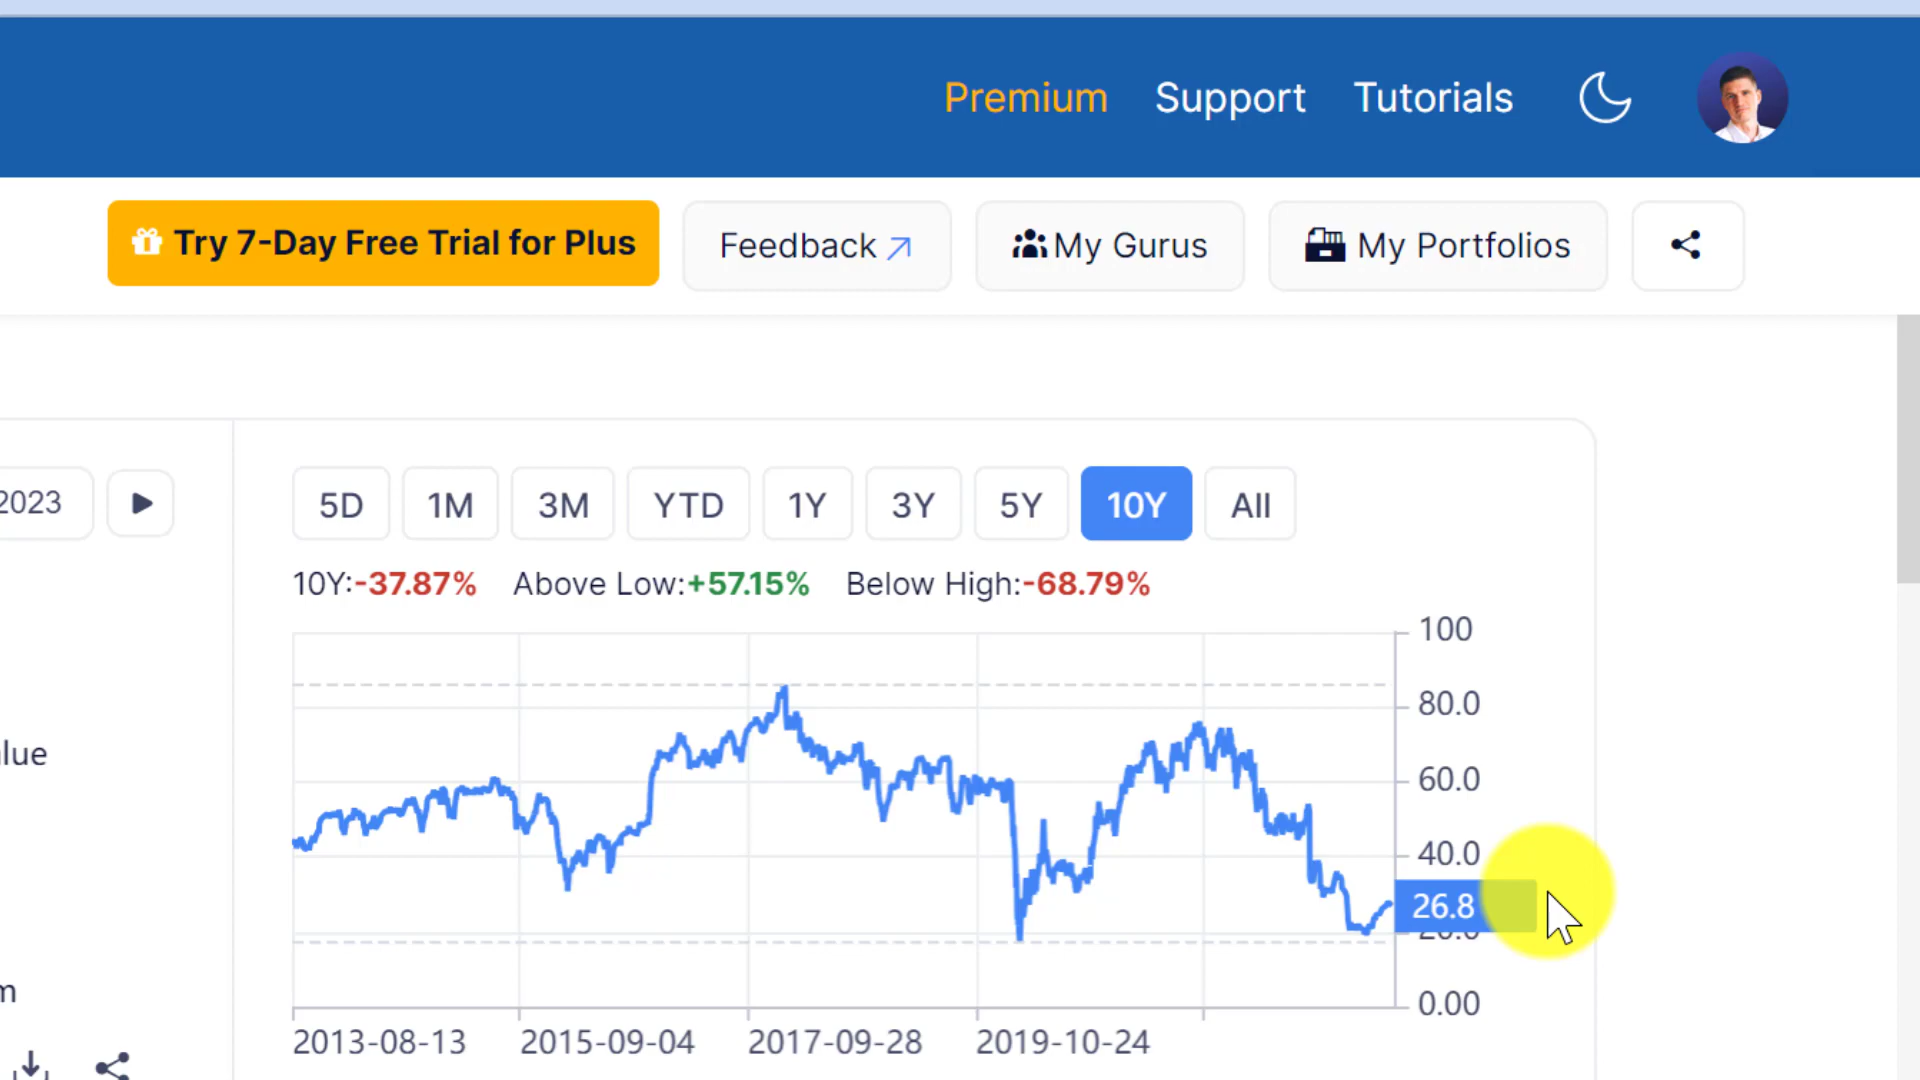 Premium Support Tutorials
Try 7-Day Free Trial for Plus Feedback My Gurus My Portfolios
2023 5D 1M 3M YTD 1Y 3Y 5Y 10Y All
10Y:-37.87% Above Low:+57.15% Below High:-68.79%
100
80.0
lue
60.0
40.0
26.8
20.0
m
0.00
2013-08-13 2015-09-04 2017-09-28 2019-10-24